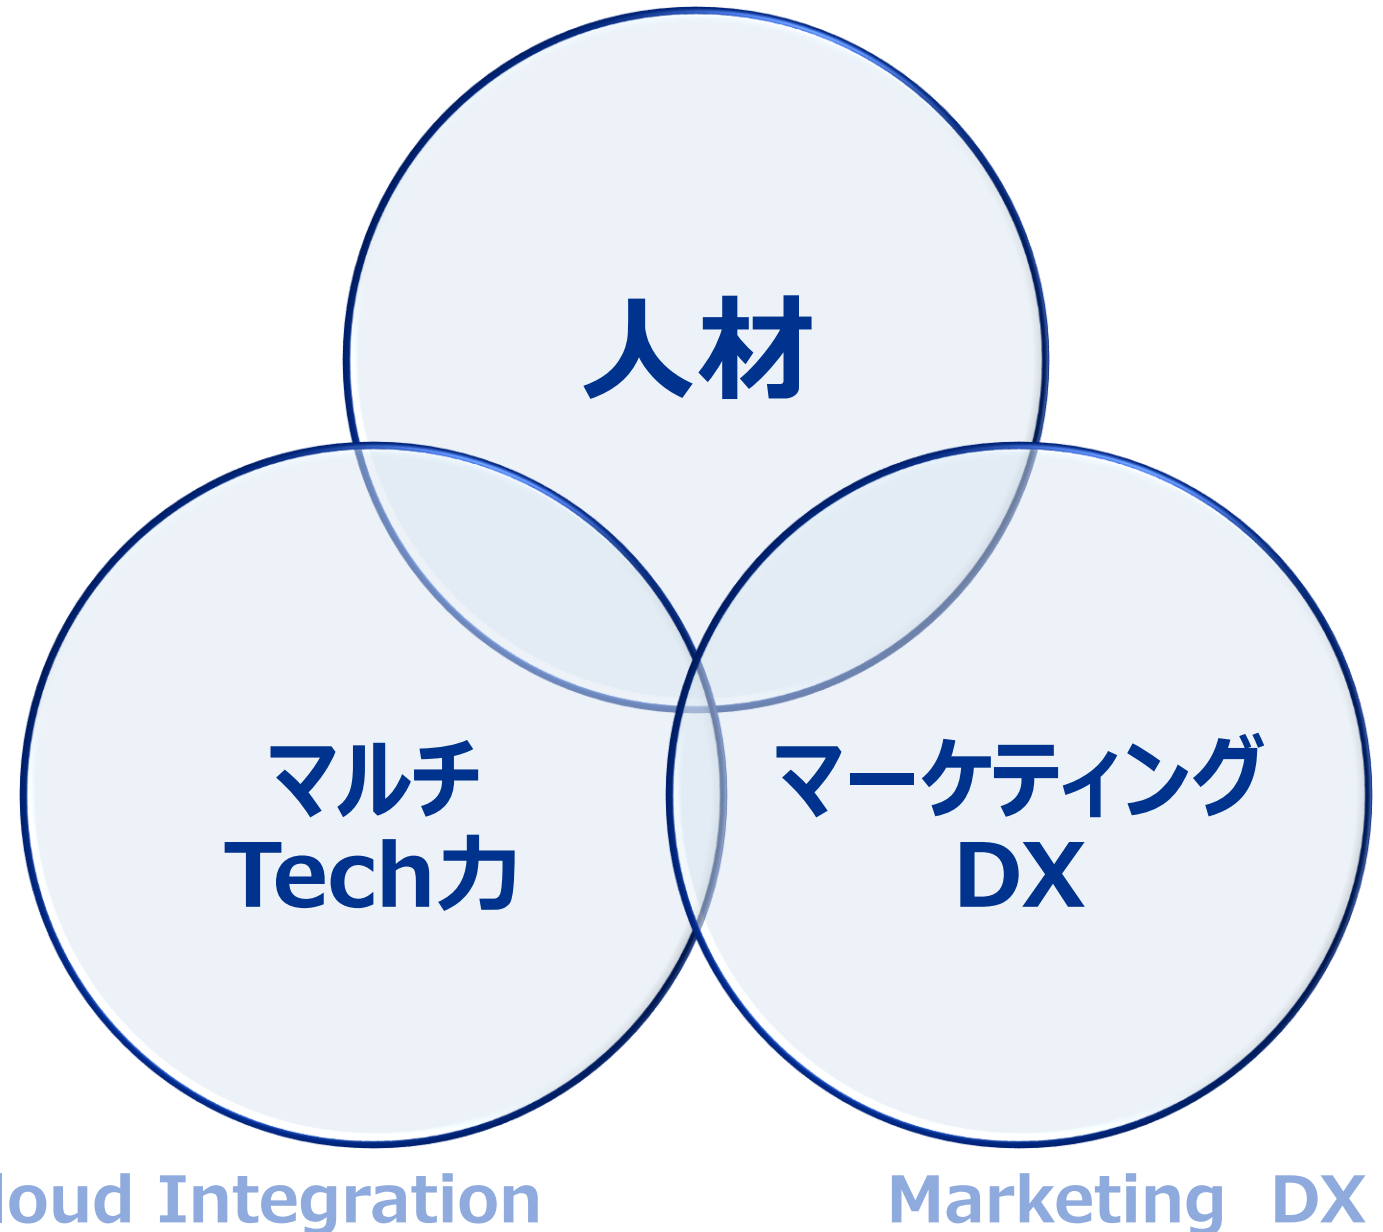 人材
マルチ
Tech力
マーケティング
DX
loud Integration
Marketing DX